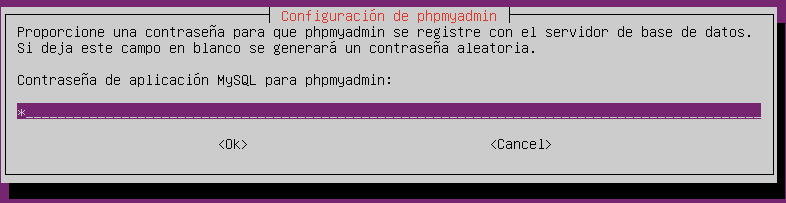 Configuración de phpmyadmin
Proporcione una contraseña para que phpmyadmin se registre con el servidor de base de datos.
Si deja este campo en blanco se generará un contraseña aleatoria.
Contraseña de aplicación MySQL para phpmyadmin:
*
<Ok> <Cancel>